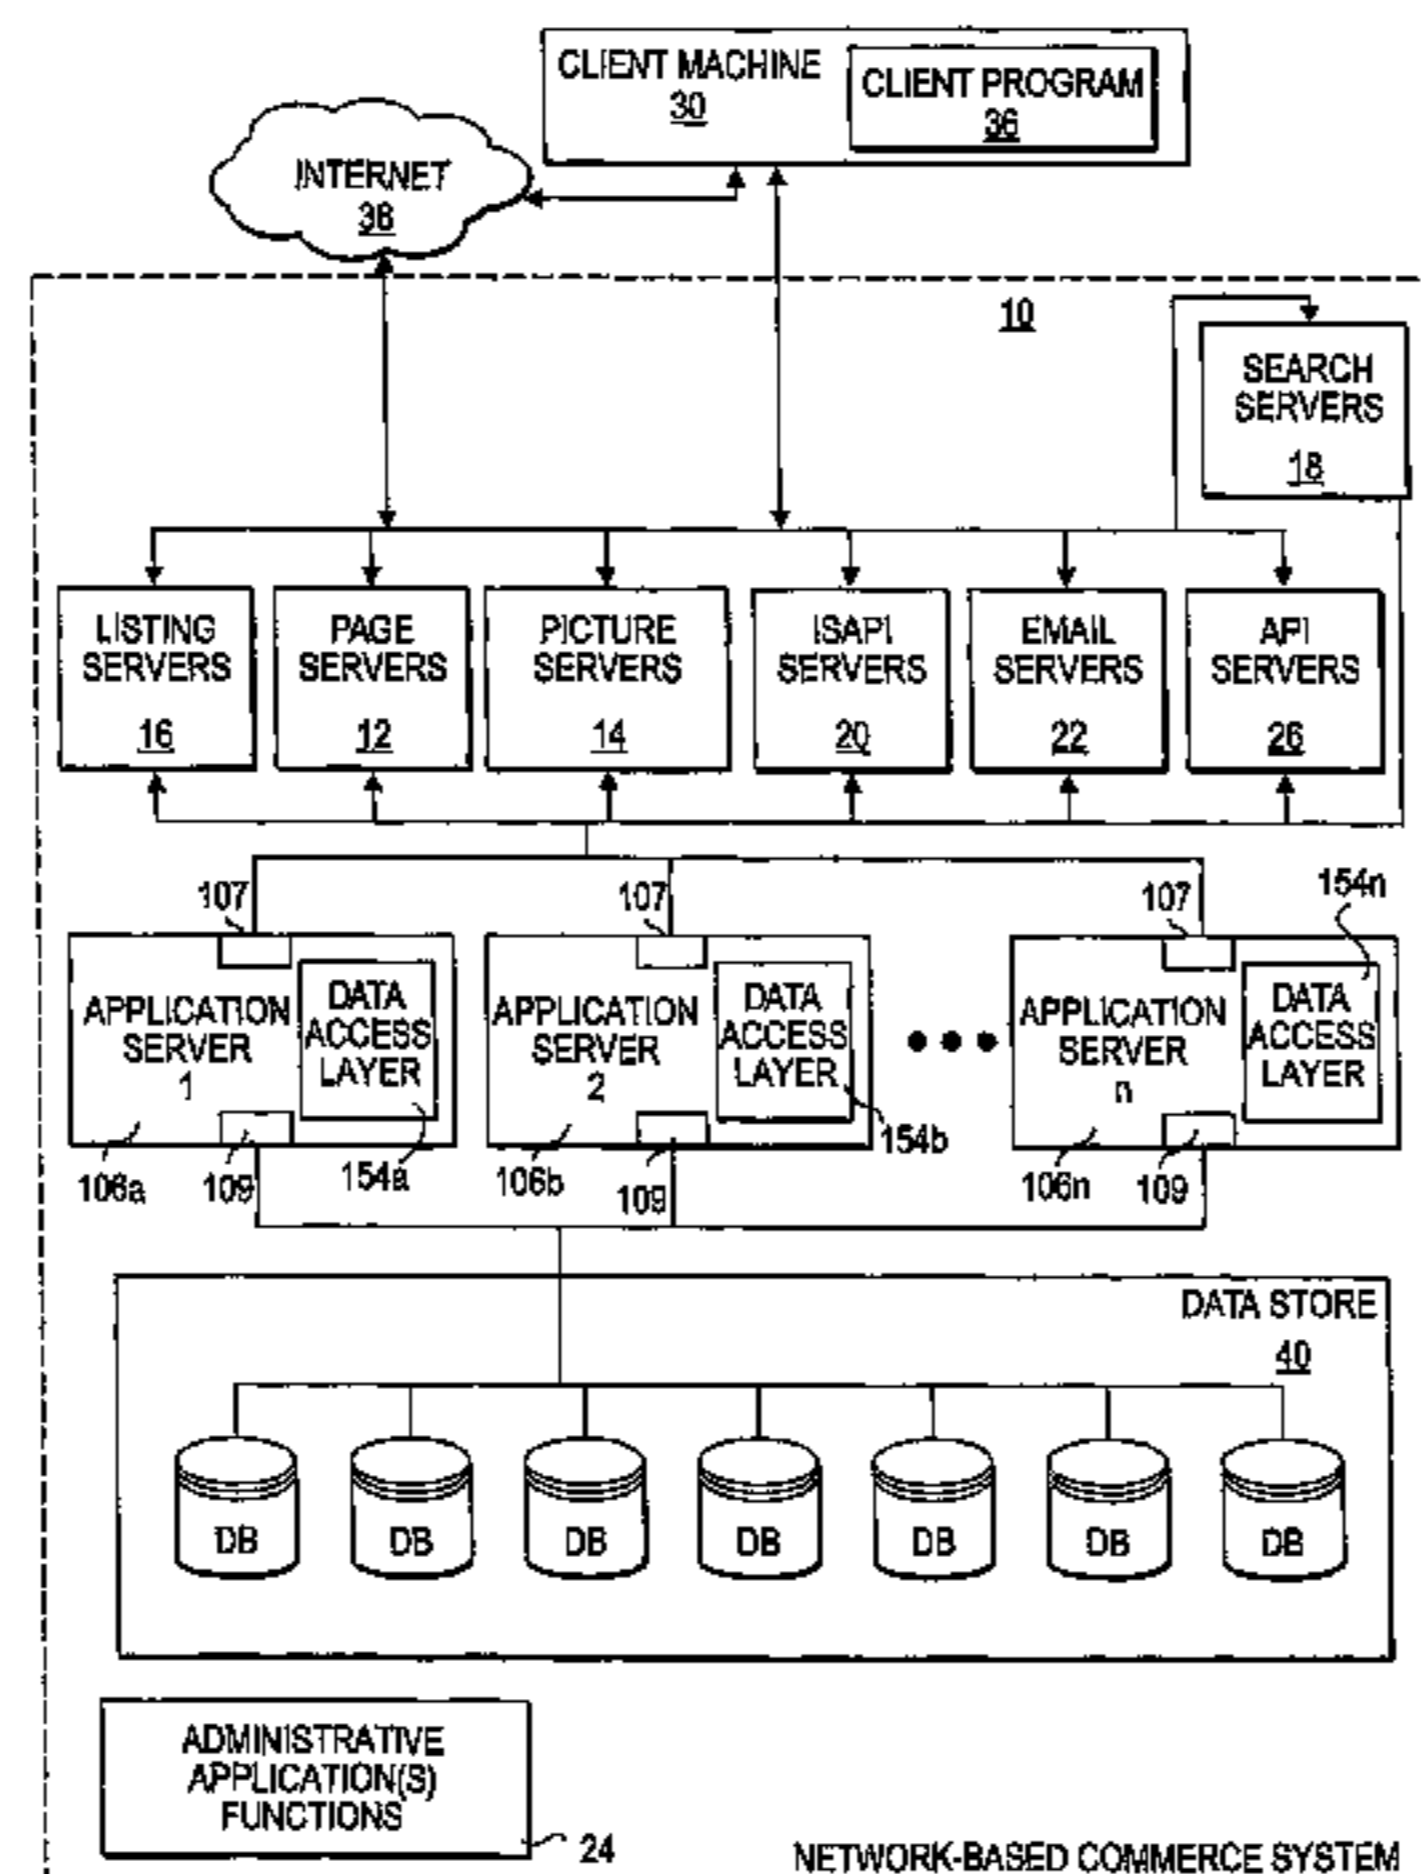 CLIENT MACHINE
30
CLIENT PROGRAM
36
INTERNET
38
10
SEARCH
SERVERS
18
LISTING
SERVERS
16
PAGE
SERVERS
12
PICTURE
SERVERS
14
ISAPI
SERVERS
20
EMAIL
SERVERS
22
API
SERVERS
26
107
107
107
154n
APPLICATION
SERVER
1
DATA
ACCESS
LAYER
APPLICATION
SERVER
2
DATA
ACCESS
LAYER
APPLICATION
SERVER
n
DATA
ACCESS
LAYER
106a
109
154a
106b
109
154b
106n
109
DATA STORE
40
DB
DB
DB
DB
DB
DB
DB
ADMINISTRATIVE
APPLICATION(S)
FUNCTIONS
24
NETWORK-BASED COMMERCE SYSTEM